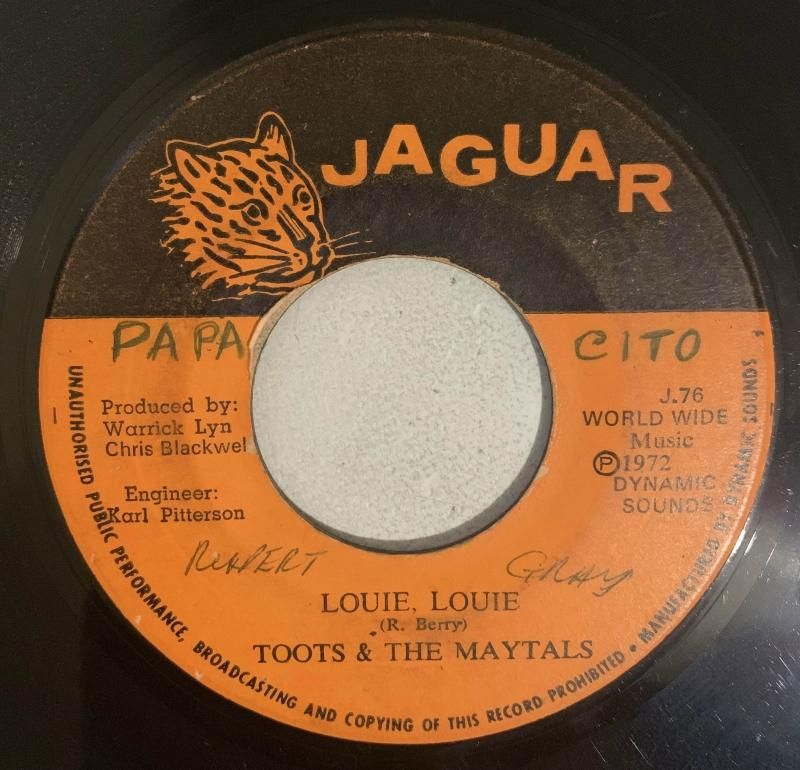 JAGUAR
PAPA CITO
Produced by:
Warrick Lyn
Chris Blackwel
Engineer:
Karl Pitterson
J.76
WORLD WIDE
Music
Ⓟ1972
DYNAMIC
SOUNDS
RUPERT GRAY
LOUIE, LOUIE
(R. Berry)
TOOTS & THE MAYTALS
UNAUTHORISED PUBLIC PERFORMANCE, BROADCASTING AND COPYING OF THIS RECORD PROHIBITED • MANUFACTURED BY DYNAMIC SOUNDS